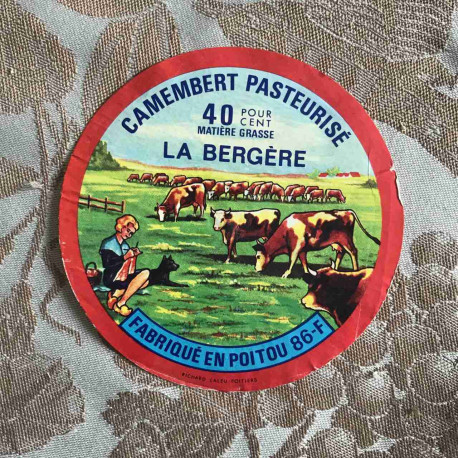 CAMEMBERT PASTEURISÉ
40 POUR CENT
MATIÈRE GRASSE
LA BERGÈRE
FABRIQUÉ EN POITOU 86-F